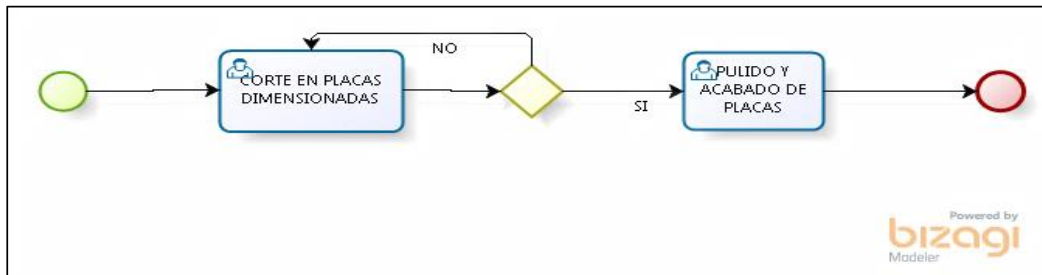 NO
CORTE EN PLACAS
DIMENSIONADAS
SI
PULIDO Y
ACABADO DE
PLACAS
Powered by
bizagi
Modeler